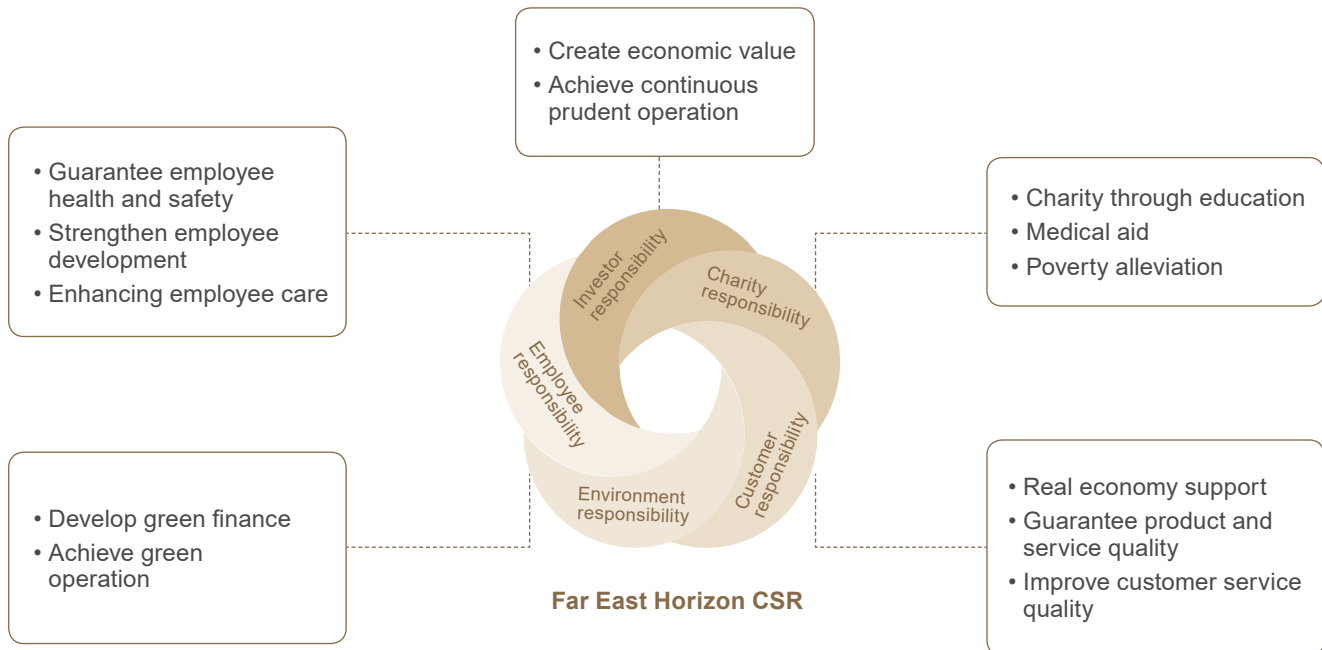 • Create economic value
• Achieve continuous
prudent operation
• Guarantee employee
health and safety
• Strengthen employee
development
• Enhancing employee care
• Charity through education
• Medical aid
• Poverty alleviation
Investor
responsibility
Charity
responsibility
Employee
responsibility
Customer
responsibility
Environment
responsibility
• Develop green finance
• Achieve green
operation
• Real economy support
• Guarantee product and
service quality
• Improve customer service
quality
Far East Horizon CSR